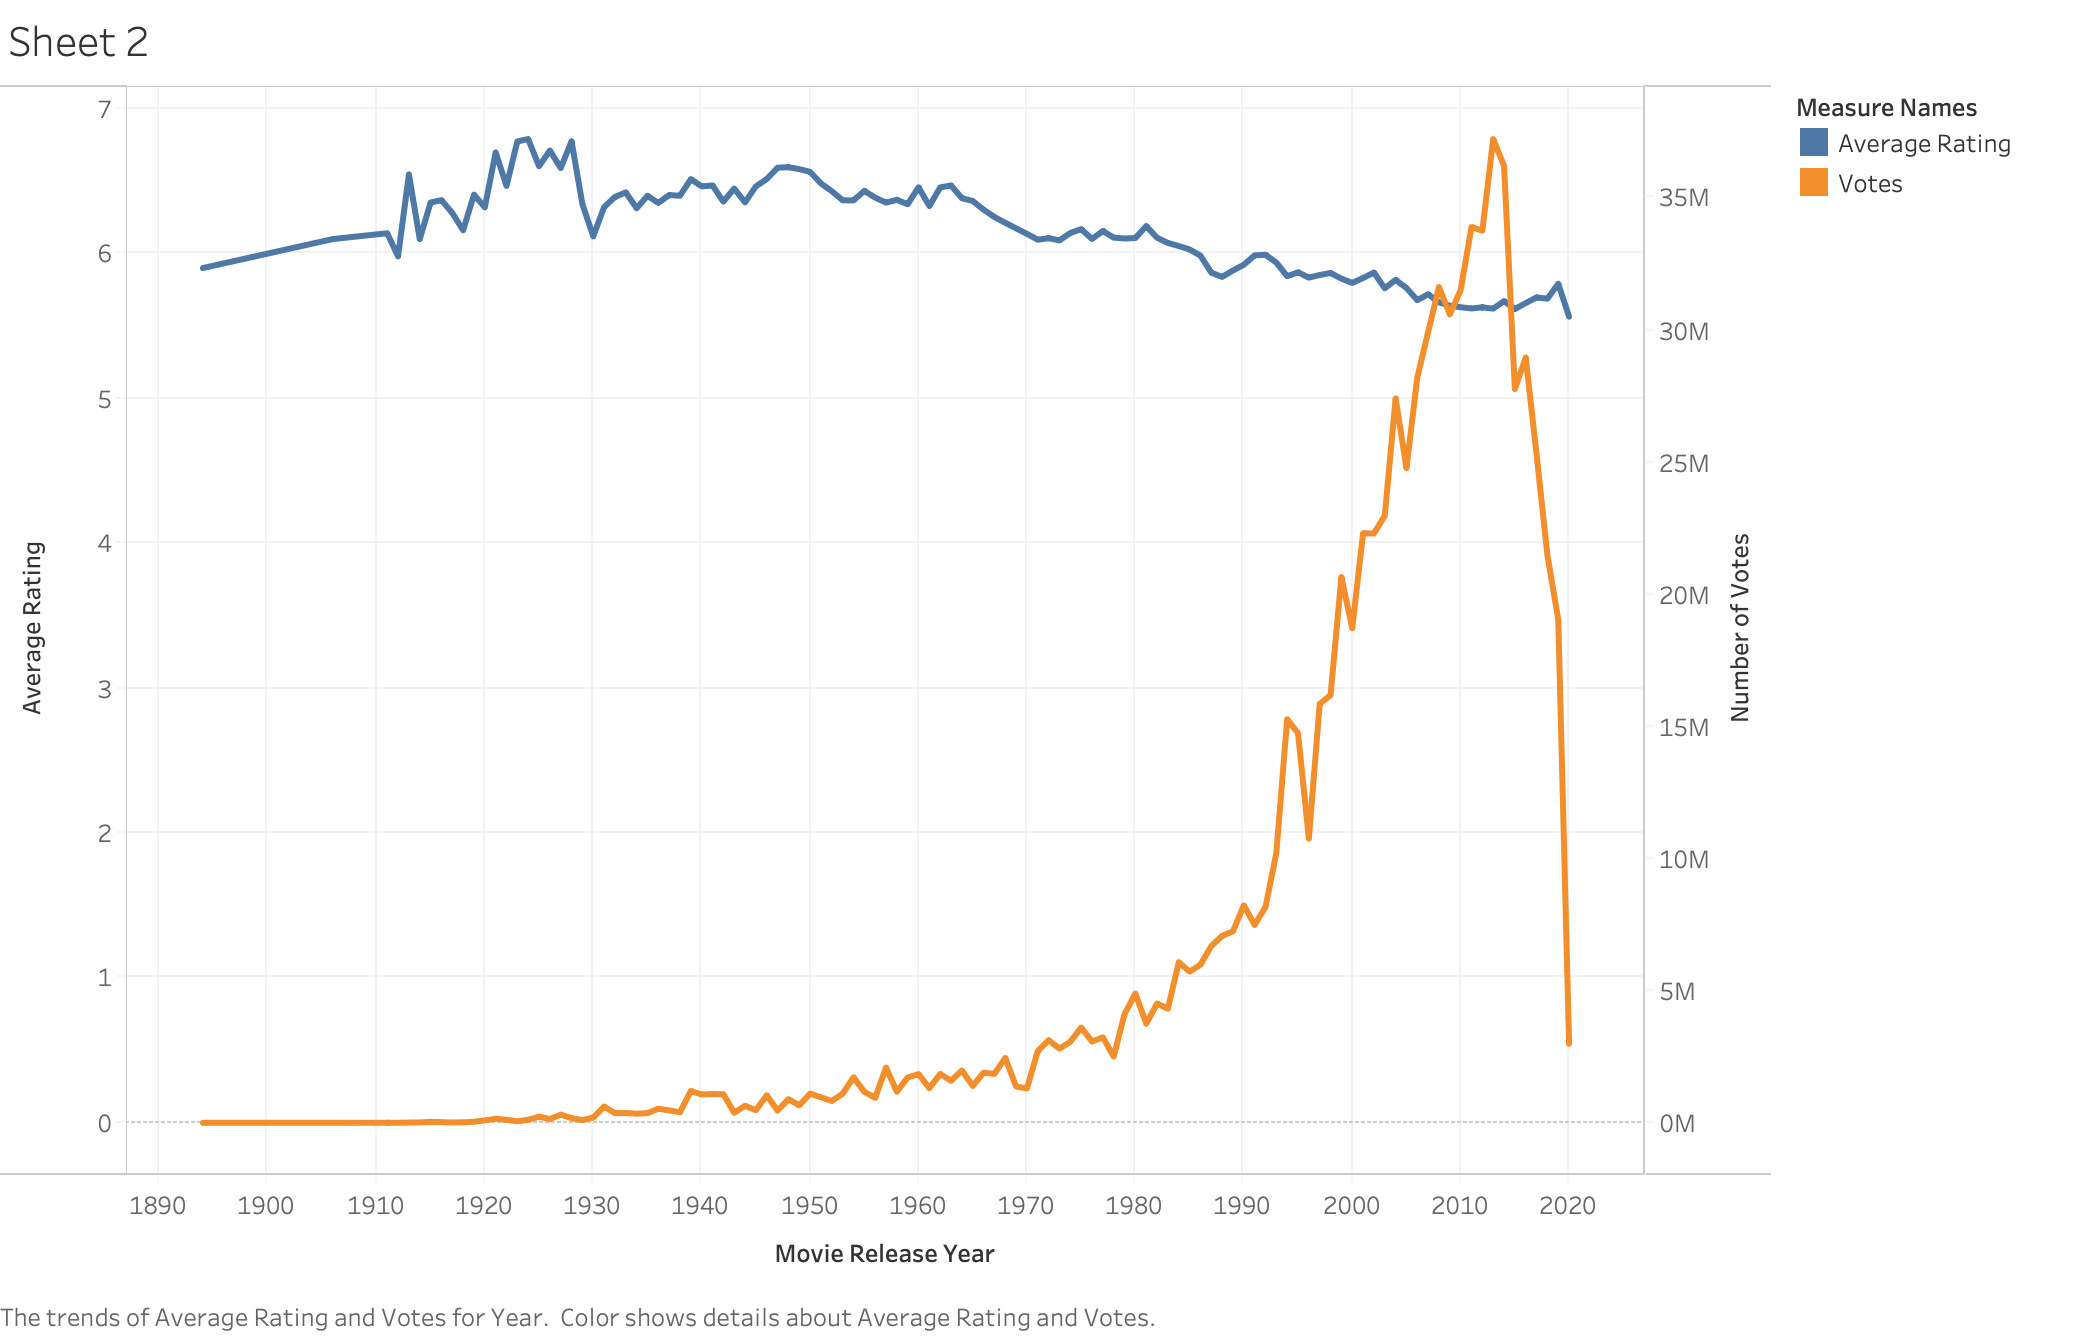 Sheet 2
7
6
5
4
3
2
1
0
Average Rating
35M
30M
25M
20M
15M
10M
5M
0M
Number of Votes
1890 1900 1910 1920 1930 1940 1950 1960 1970 1980 1990 2000 2010 2020
Movie Release Year
Measure Names
Average Rating
Votes
The trends of Average Rating and Votes for Year.  Color shows details about Average Rating and Votes.